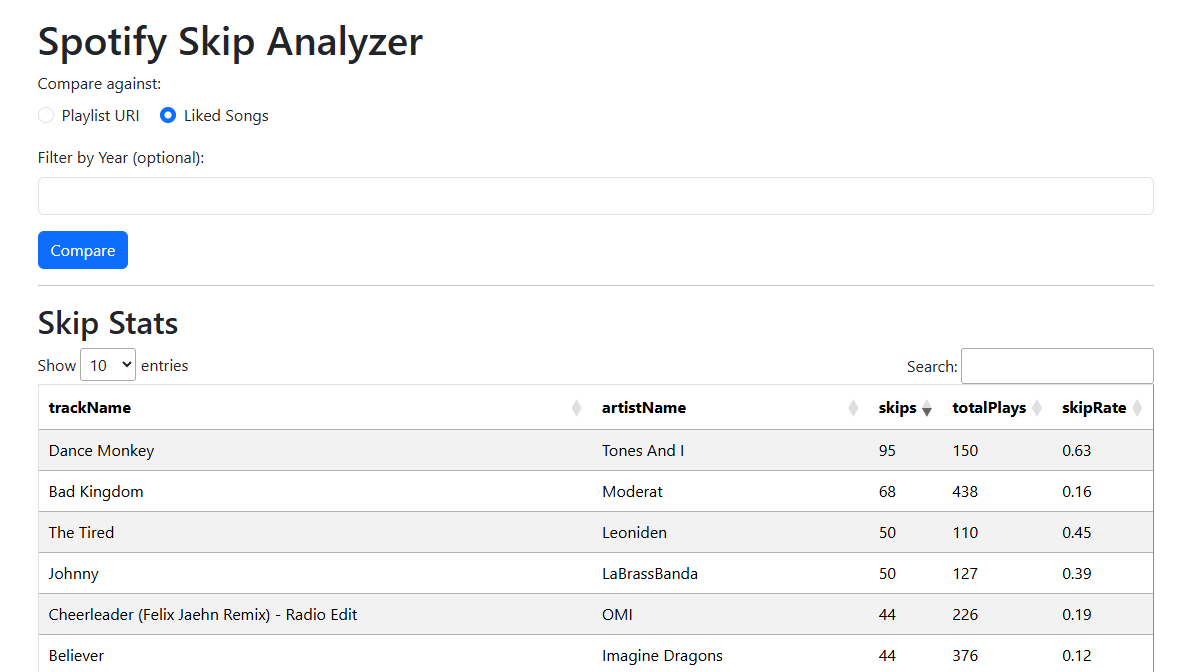 Spotify Skip Analyzer
Compare against:
Playlist URI Liked Songs
Filter by Year (optional):
Compare
Skip Stats
Show 10 entries Search:
trackName artistName skips totalPlays skipRate
Dance Monkey Tones And I 95 150 0.63
Bad Kingdom Moderat 68 438 0.16
The Tired Leoniden 50 110 0.45
Johnny LaBrassBanda 50 127 0.39
Cheerleader (Felix Jaehn Remix) - Radio Edit OMI 44 226 0.19
Believer Imagine Dragons 44 376 0.12